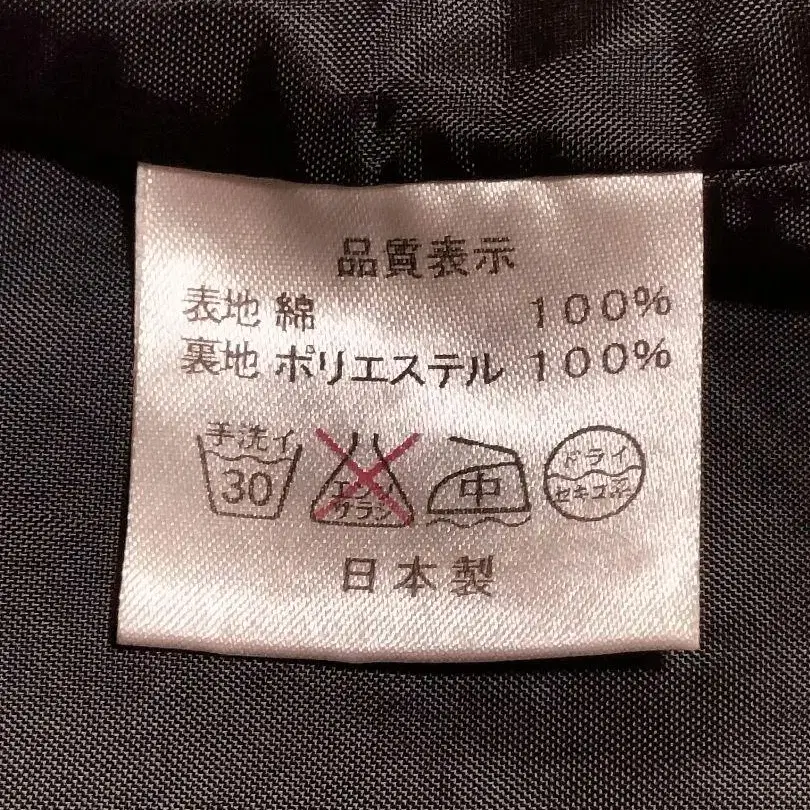 品質表示
表地 綿 100%
裏地 ポリエステル 100%
手洗イ 30
エンソサラシ
中
ドライ
セキユ系
日本製